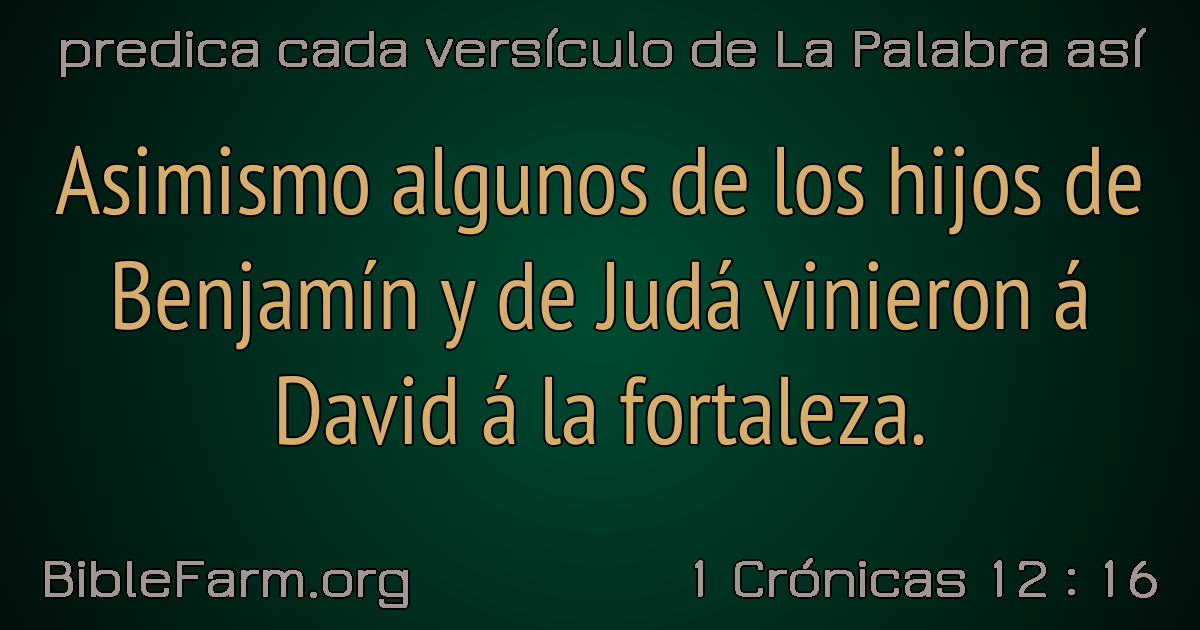 predica cada versículo de La Palabra así
Asimismo algunos de los hijos de
Benjamín y de Judá vinieron á
David á la fortaleza.
BibleFarm.org
1 Crónicas 12 : 16